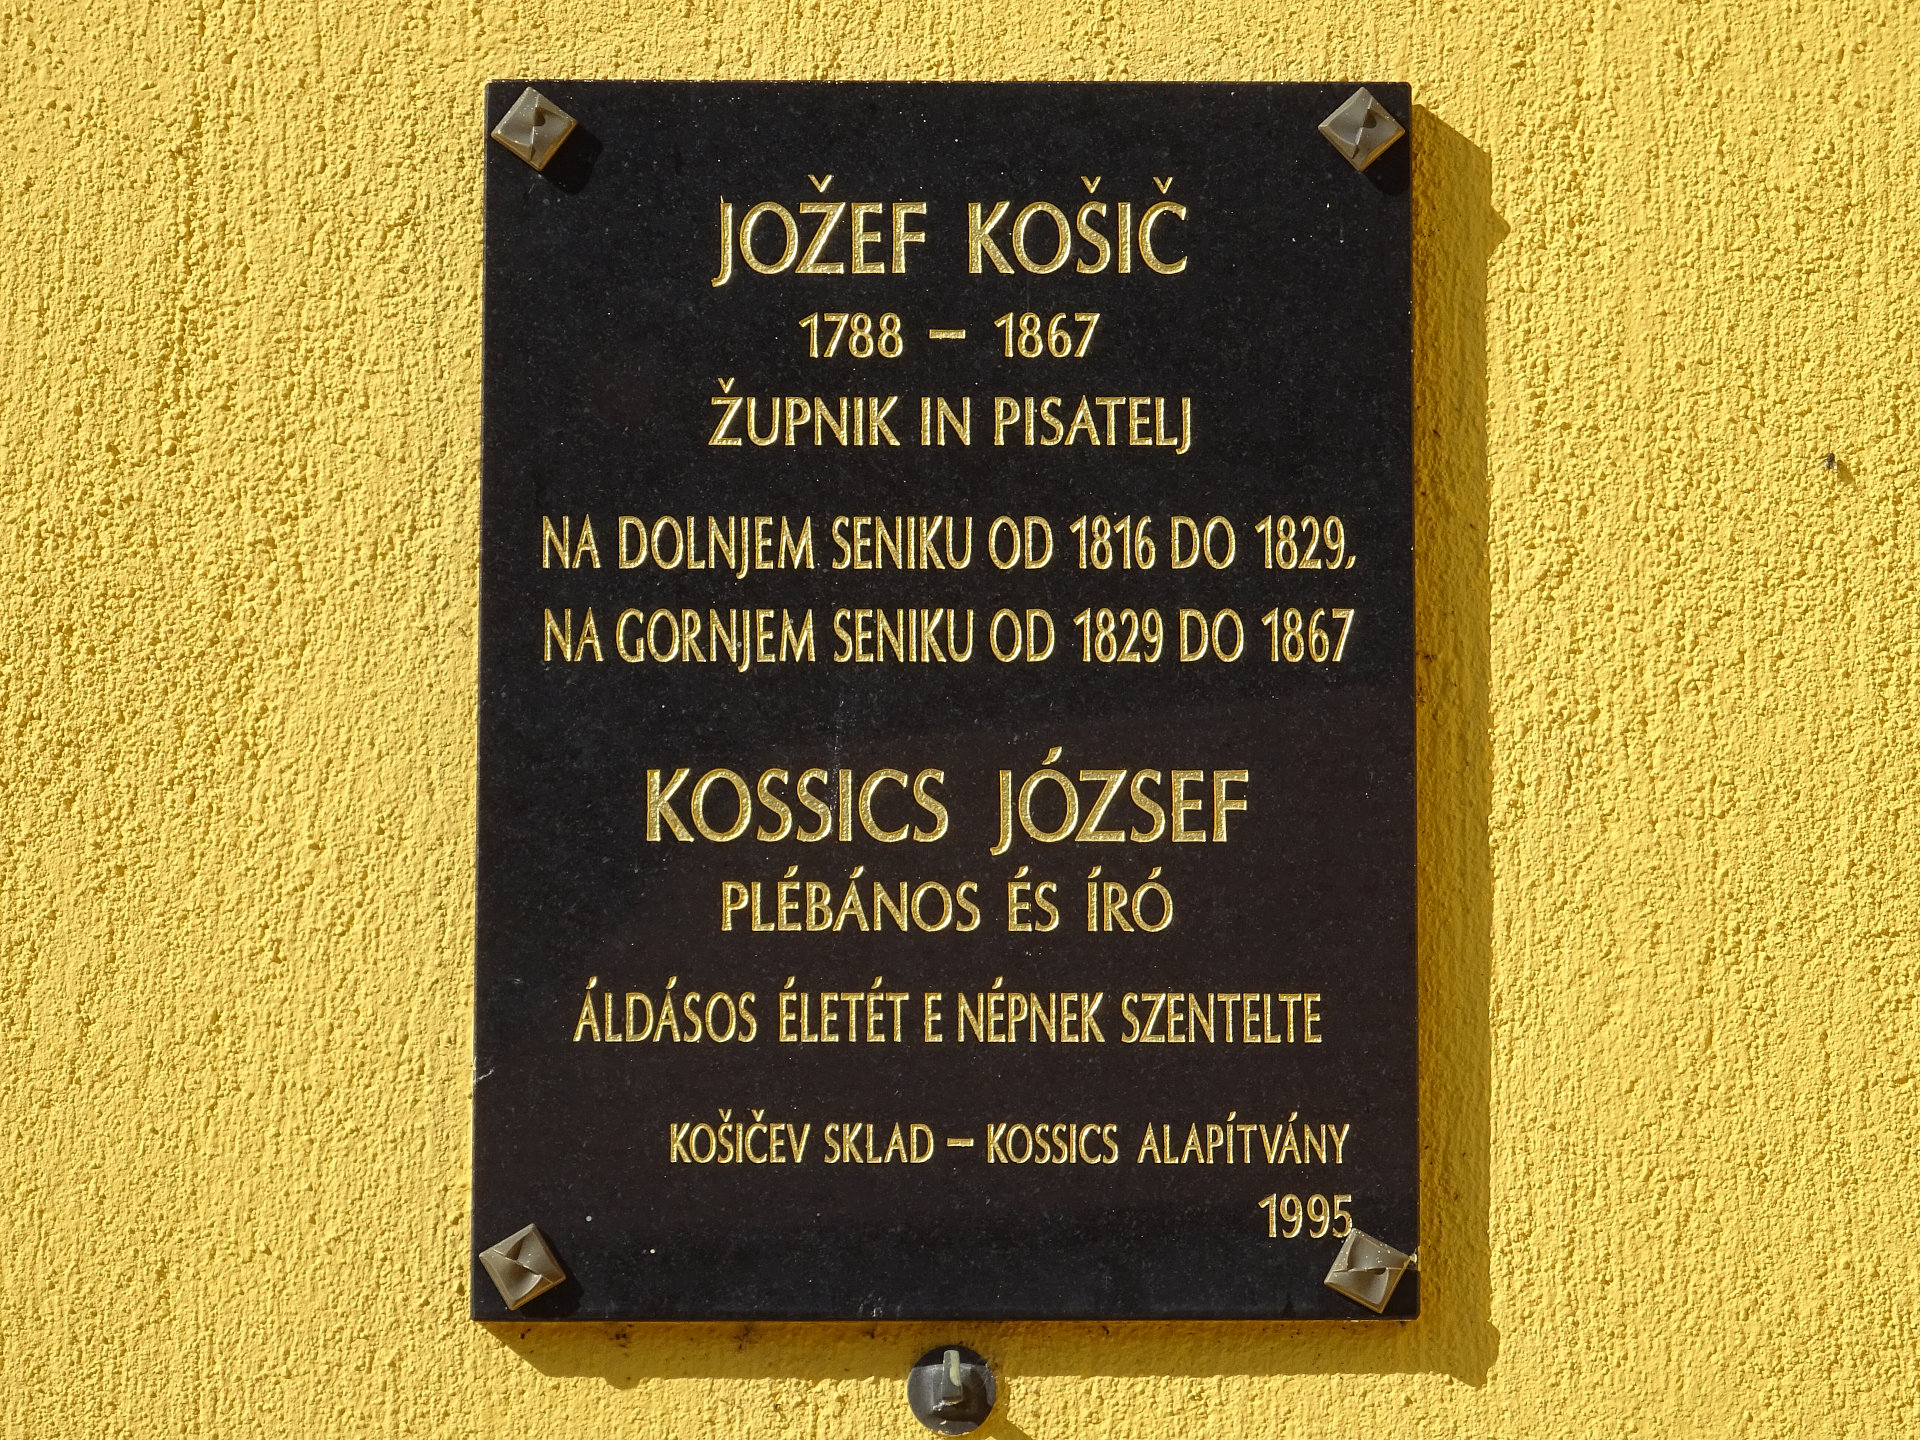 JOŽEF KOŠIČ
1788 – 1867
ŽUPNIK IN PISATELJ
NA DOLNJEM SENIKU OD 1816 DO 1829,
NA GORNJEM SENIKU OD 1829 DO 1867
KOSSICS JÓZSEF
PLÉBÁNOS ÉS ÍRÓ
ÁLDÁSOS ÉLETÉT E NÉPNEK SZENTELTE
KOŠIČEV SKLAD – KOSSICS ALAPÍTVÁNY
1995